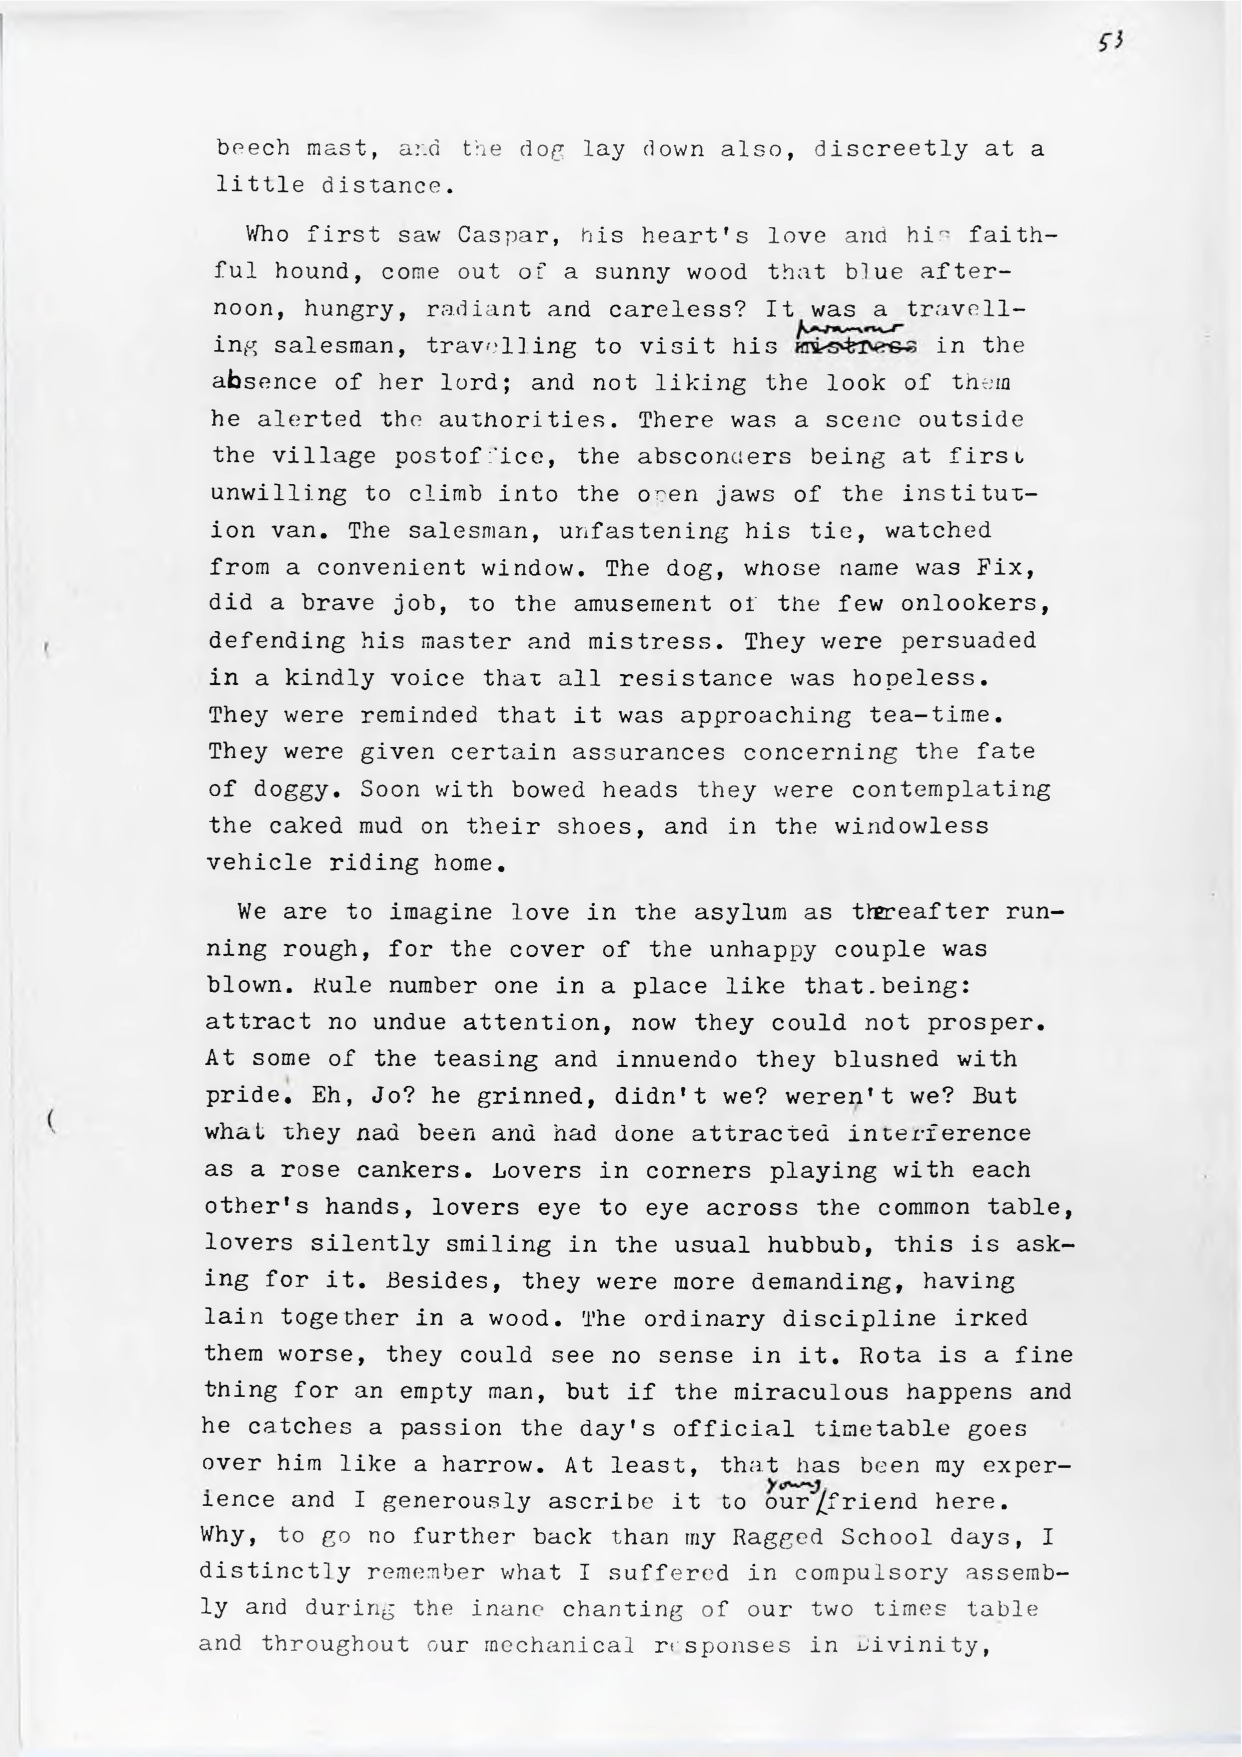 53
beech mast, and the dog lay down also, discreetly at a
little distance.
Who first saw Caspar, his heart's love and his faith-
ful hound, come out of a sunny wood that blue after-
noon, hungry, radiant and careless? It was a travell-
paramour
ing salesman, travelling to visit his mistress in the
absence of her lord; and not liking the look of them
he alerted the authorities. There was a scene outside
the village postoffice, the absconders being at first
unwilling to climb into the open jaws of the institut-
ion van. The salesman, unfastening his tie, watched
from a convenient window. The dog, whose name was Fix,
did a brave job, to the amusement of the few onlookers,
defending his master and mistress. They were persuaded
in a kindly voice that all resistance was hopeless.
They were reminded that it was approaching tea-time.
They were given certain assurances concerning the fate
of doggy. Soon with bowed heads they were contemplating
the caked mud on their shoes, and in the windowless
vehicle riding home.
We are to imagine love in the asylum as thereafter run-
ning rough, for the cover of the unhappy couple was
blown. Rule number one in a place like that being:
attract no undue attention, now they could not prosper.
At some of the teasing and innuendo they blushed with
pride. Eh, Jo? he grinned, didn't we? weren't we? But
what they had been and had done attracted interference
as a rose cankers. Lovers in corners playing with each
other's hands, lovers eye to eye across the common table,
lovers silently smiling in the usual hubbub, this is ask-
ing for it. Besides, they were more demanding, having
lain together in a wood. The ordinary discipline irked
them worse, they could see no sense in it. Rota is a fine
thing for an empty man, but if the miraculous happens and
he catches a passion the day's official timetable goes
over him like a harrow. At least, that has been my exper-
young
ience and I generously ascribe it to our friend here.
Why, to go no further back than my Ragged School days, I
distinctly remember what I suffered in compulsory assemb-
ly and during the inane chanting of our two times table
and throughout our mechanical responses in Divinity,